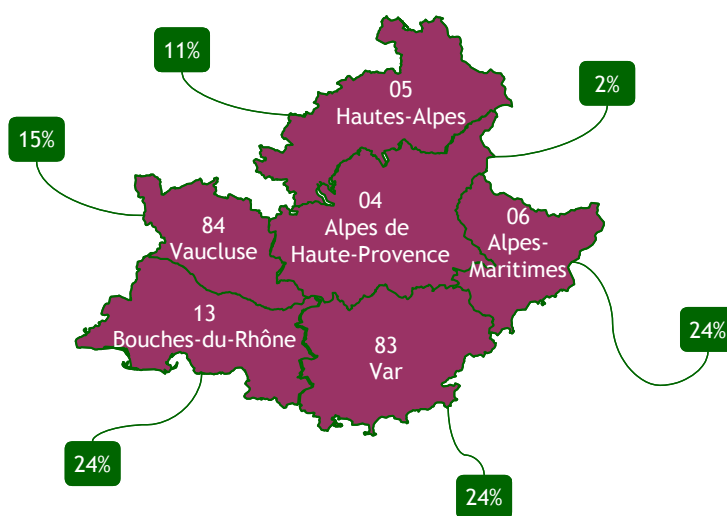 11%
05
Hautes-Alpes
2%
15%
04
Alpes de
Haute-Provence
84
Vaucluse
06
Alpes-
Maritimes
13
Bouches-du-Rhône
83
Var
24%
24%
24%